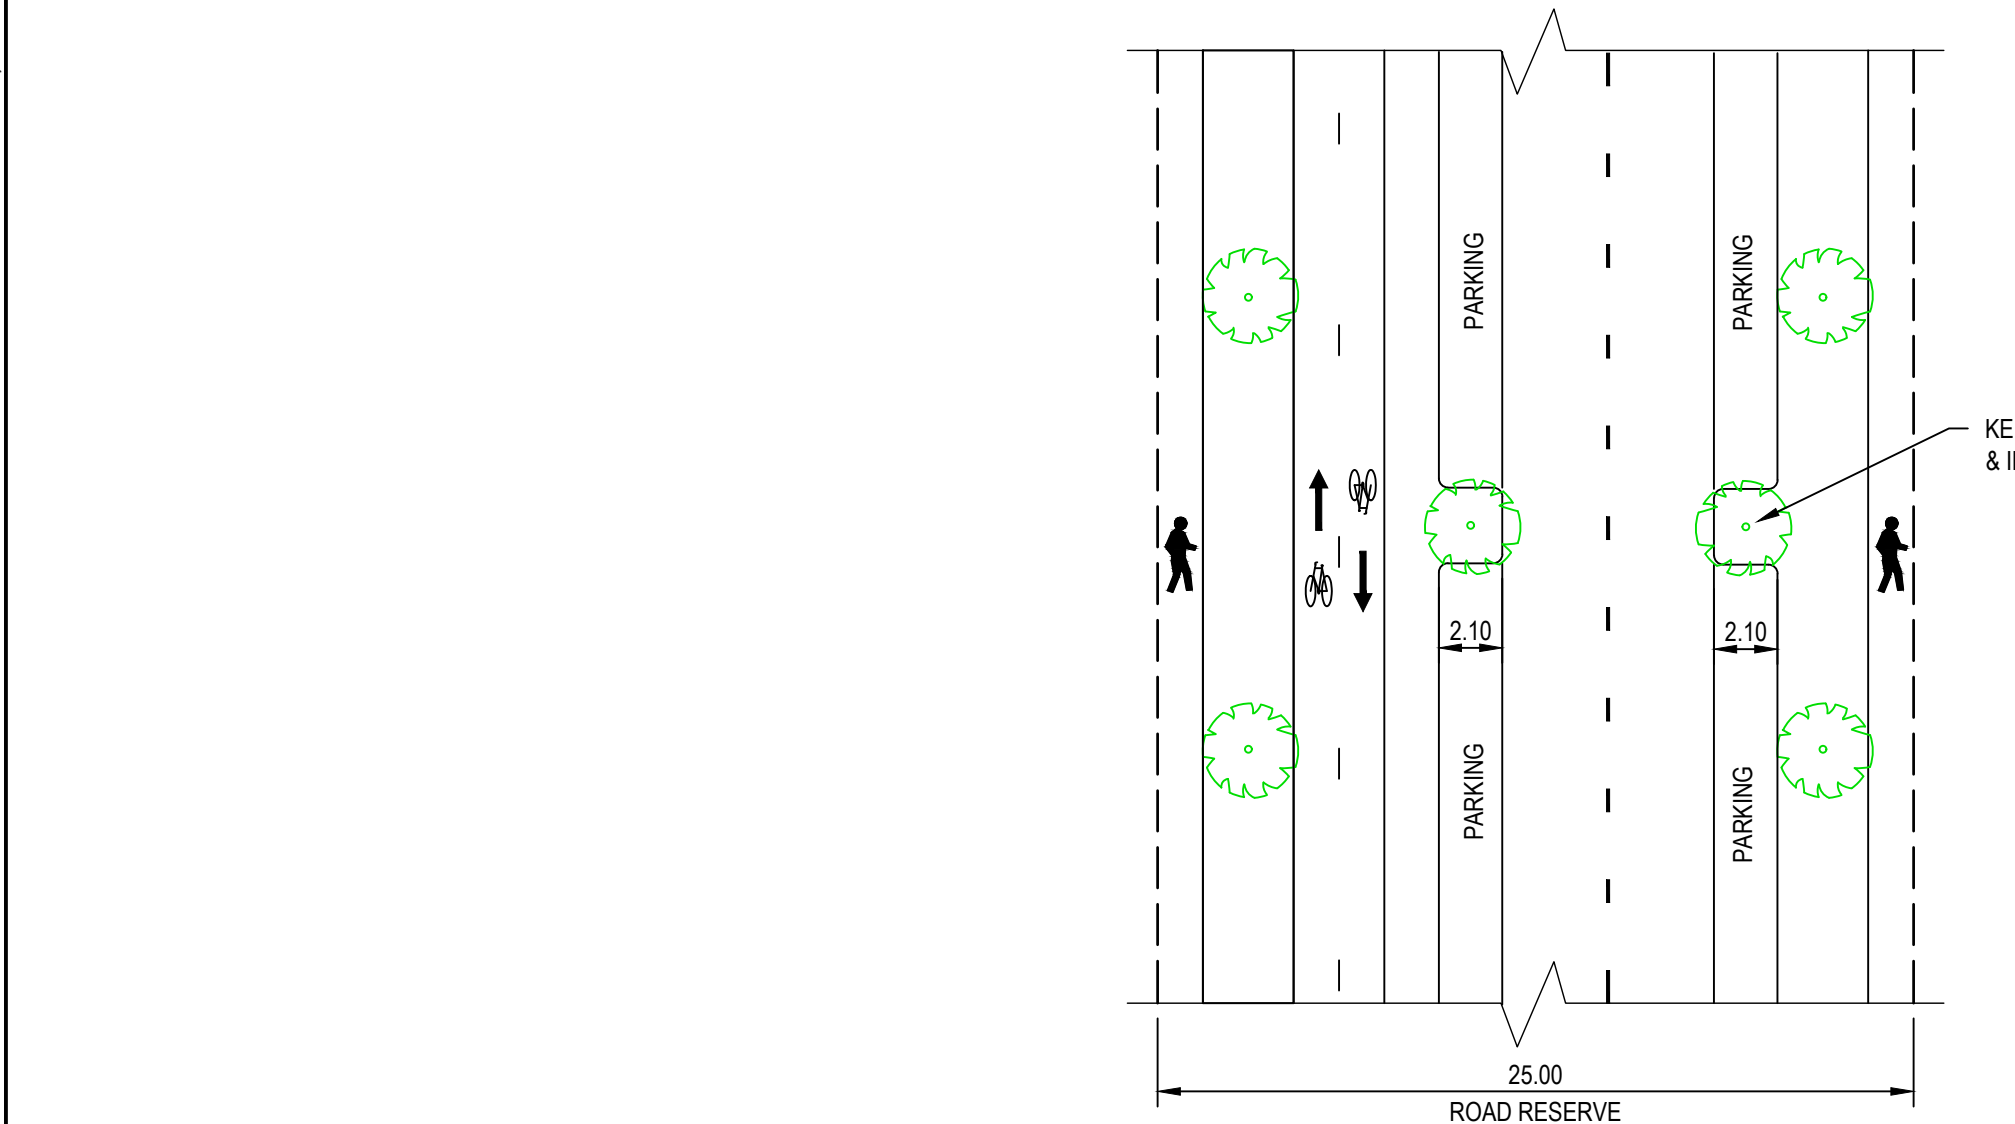 PARKING
PARKING
KE
& I
2.10
2.10
PARKING
PARKING
25.00
ROAD RESERVE